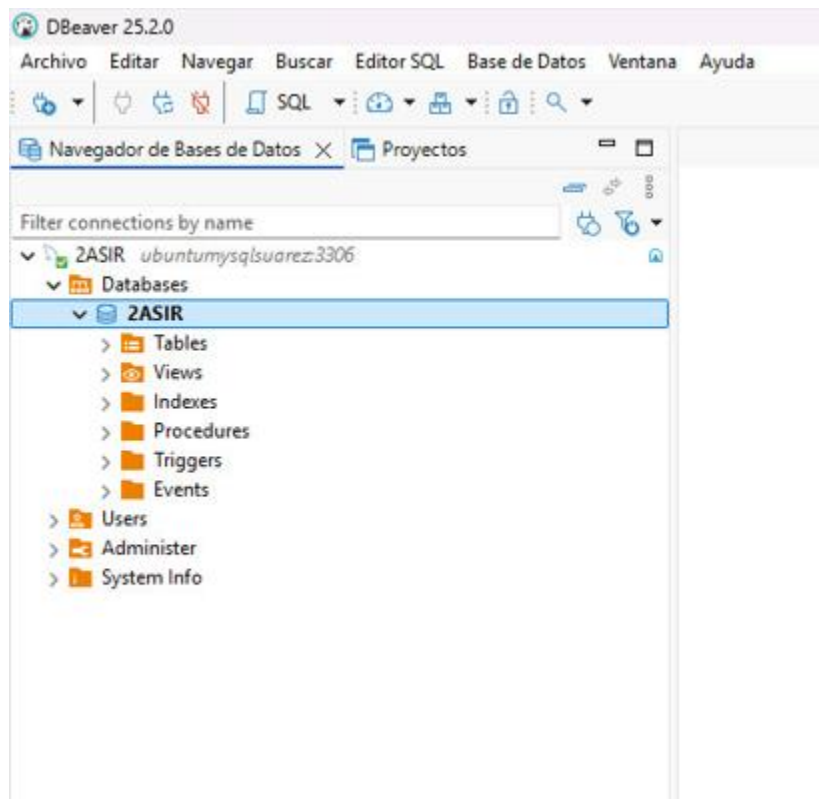 DBeaver 25.2.0
Archivo Editar Navegar Buscar Editor SQL Base de Datos Ventana Ayuda
SQL
Navegador de Bases de Datos Proyectos
Filter connections by name
2ASIR ubuntumysqlsuarez:3306
Databases
2ASIR
Tables
Views
Indexes
Procedures
Triggers
Events
Users
Administer
System Info